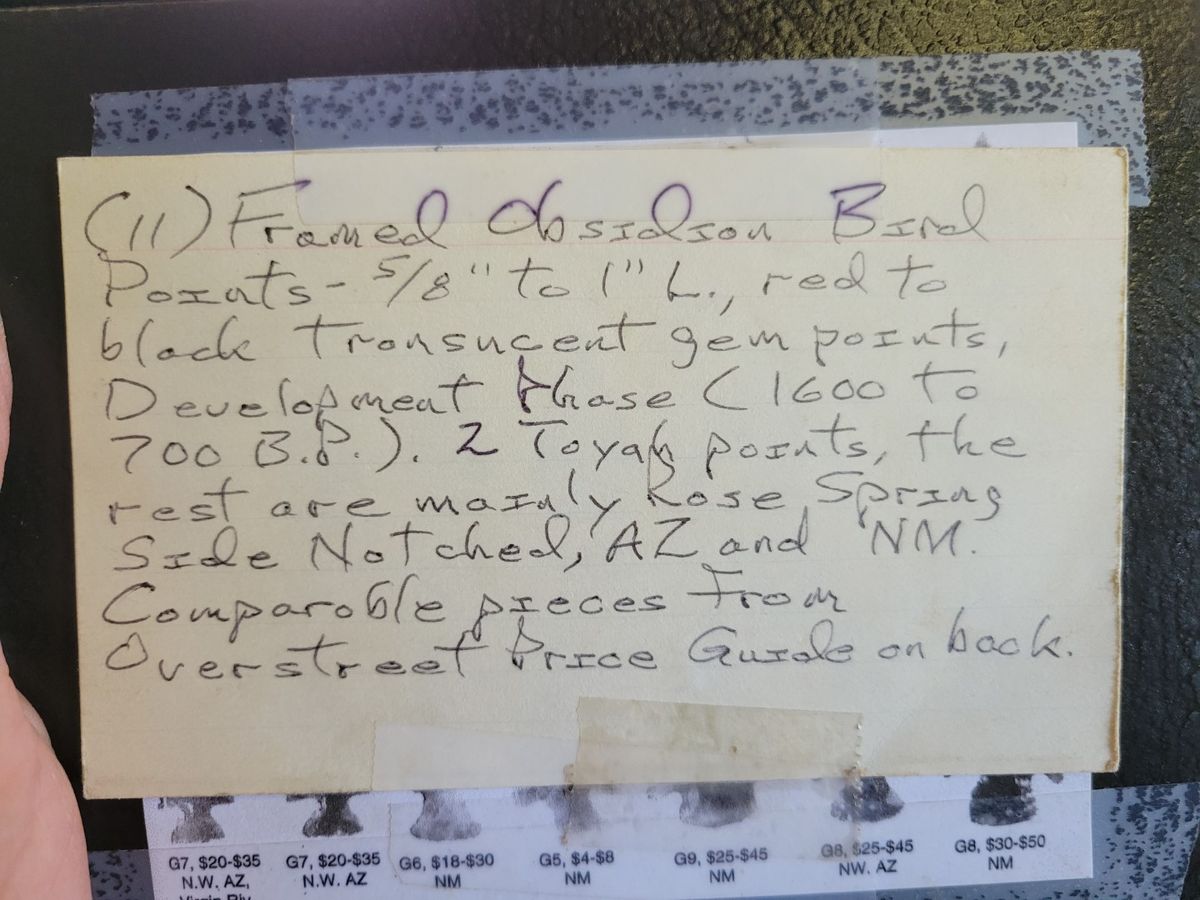 (11) Framed Obsidian Bird
Points - 5/8" to 1" L., red to
black transucent gem points,
Development Phase (1600 to
700 B.P.). 2 Toyah points, the
rest are mainly Rose Spring
Side Notched, AZ and NM.
Comparable pieces from
Overstreet Price Guide on back.
G7, $20-$35 G7, $20-$35 G6, $18-$30 G5, $4-$8 G9, $25-$45 G8, $25-$45 G8, $30-$50
N.W. AZ, N.W. AZ NM NM NM NW. AZ NM